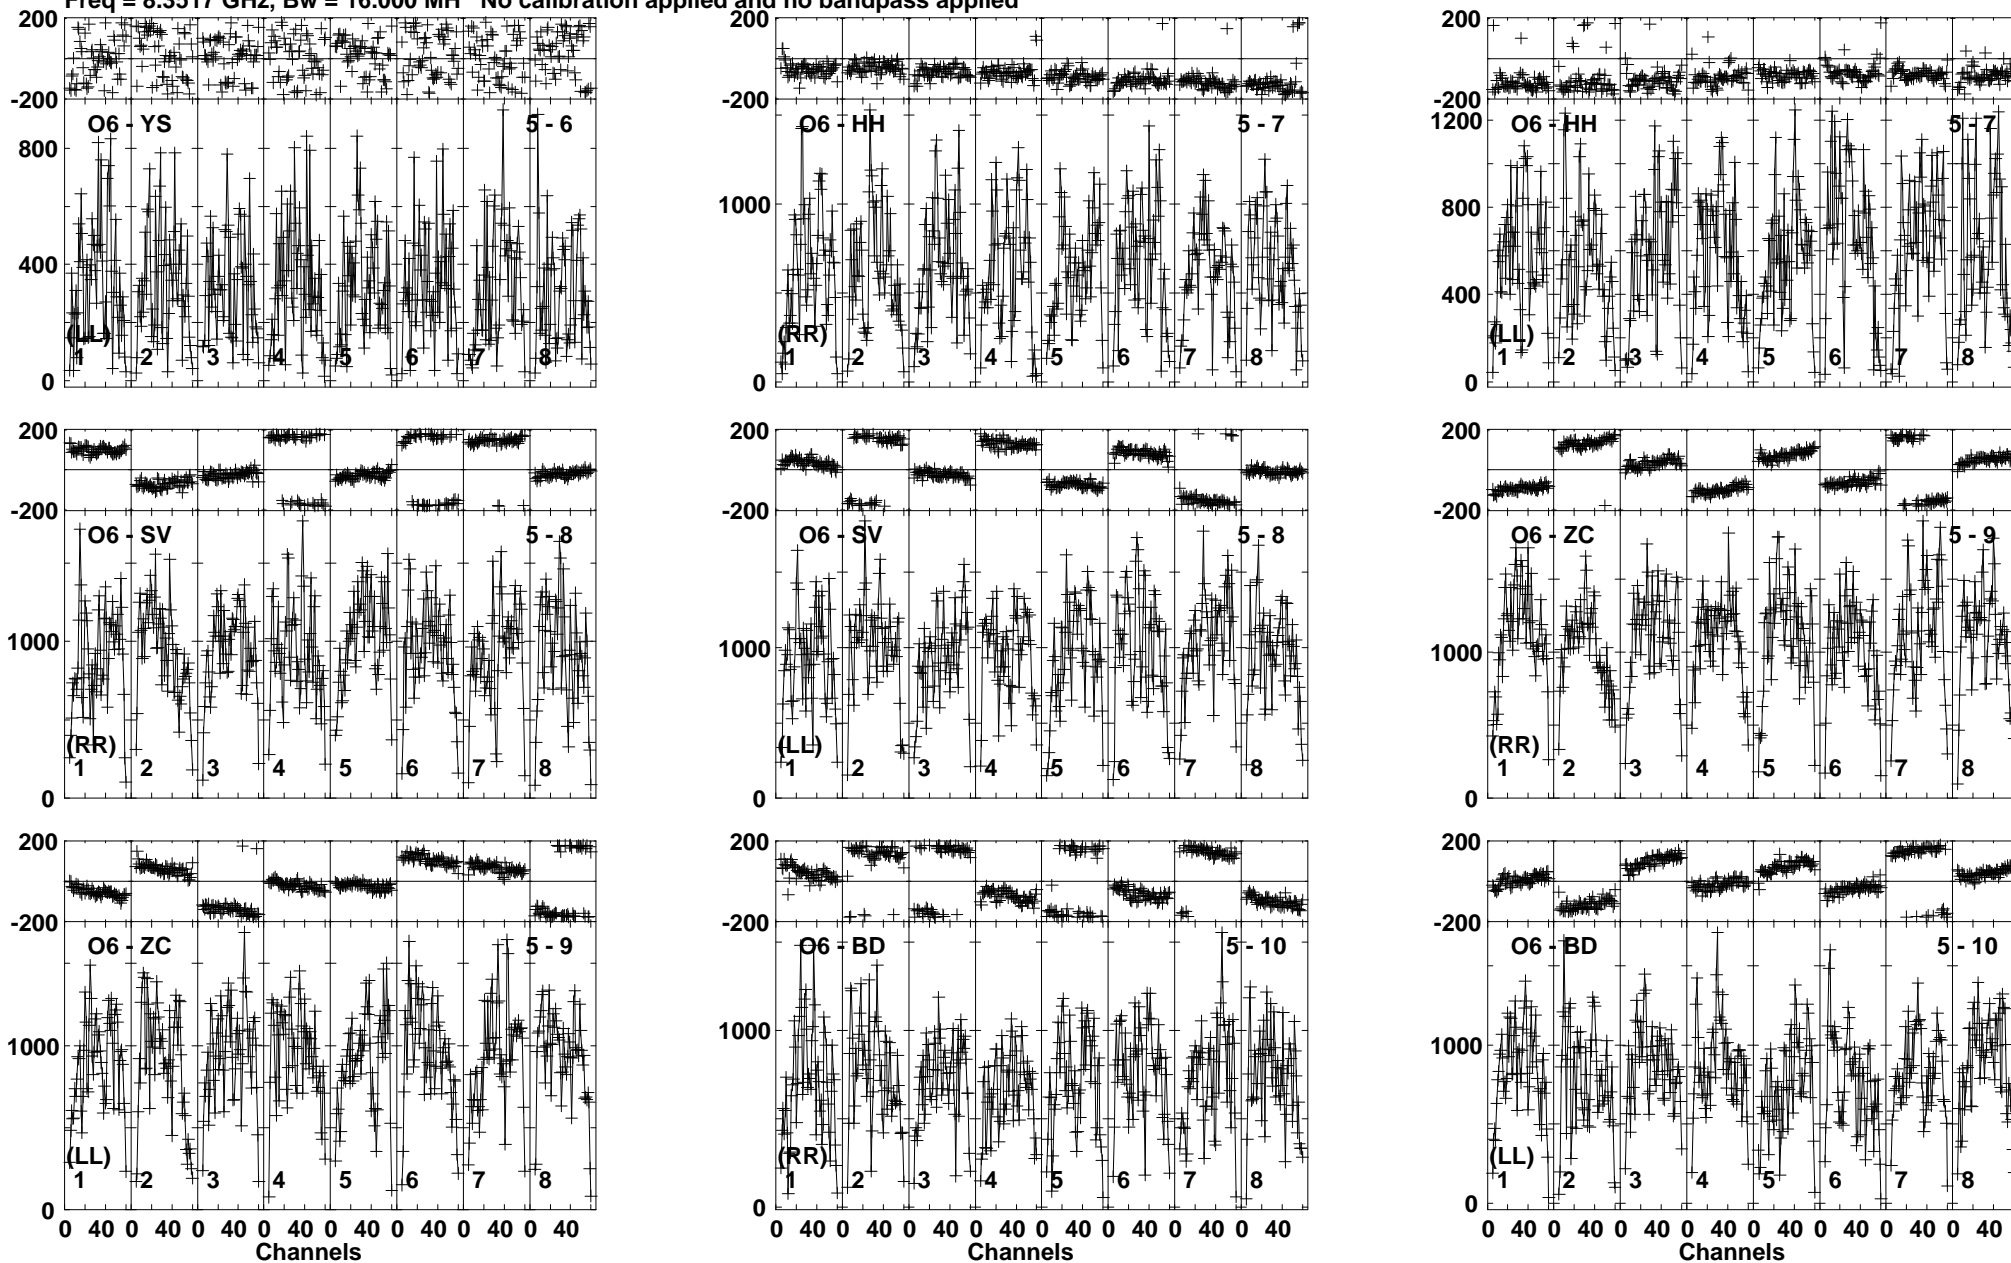 Freq = 8.3517 GHz, Bw = 16.000 MH No calibration applied and no bandpass applied
200 200 200
-200 -200 -200
O6 - YS 5 - 6 O6 - HH 5 - 7 O6 - HH 5 - 7
800 1000 1200
400 800
400
(LL) (RR) (LL)
1 2 3 4 5 6 7 8 1 2 3 4 5 6 7 8 1 2 3 4 5 6 7 8
0 0 0
200 200 200
-200 -200 -200
O6 - SV 5 - 8 O6 - SV 5 - 8 O6 - ZC 5 - 9
1000 1000 1000
(RR) (LL) (RR)
1 2 3 4 5 6 7 8 1 2 3 4 5 6 7 8 1 2 3 4 5 6 7 8
0 0 0
200 200 200
-200 -200 -200
O6 - ZC 5 - 9 O6 - BD 5 - 10 O6 - BD 5 - 10
1000 1000 1000
(LL) (RR) (LL)
1 2 3 4 5 6 7 8 1 2 3 4 5 6 7 8 1 2 3 4 5 6 7 8
0 0 0
0 40 0 40 0 40 0 40 0 40 0 40 0 40 0 40 0 40 0 40 0 40 0 40 0 40 0 40 0 40 0 40 0 40 0 40 0 40 0 40 0 40 0 40 0 40 0 40
Channels Channels Channels